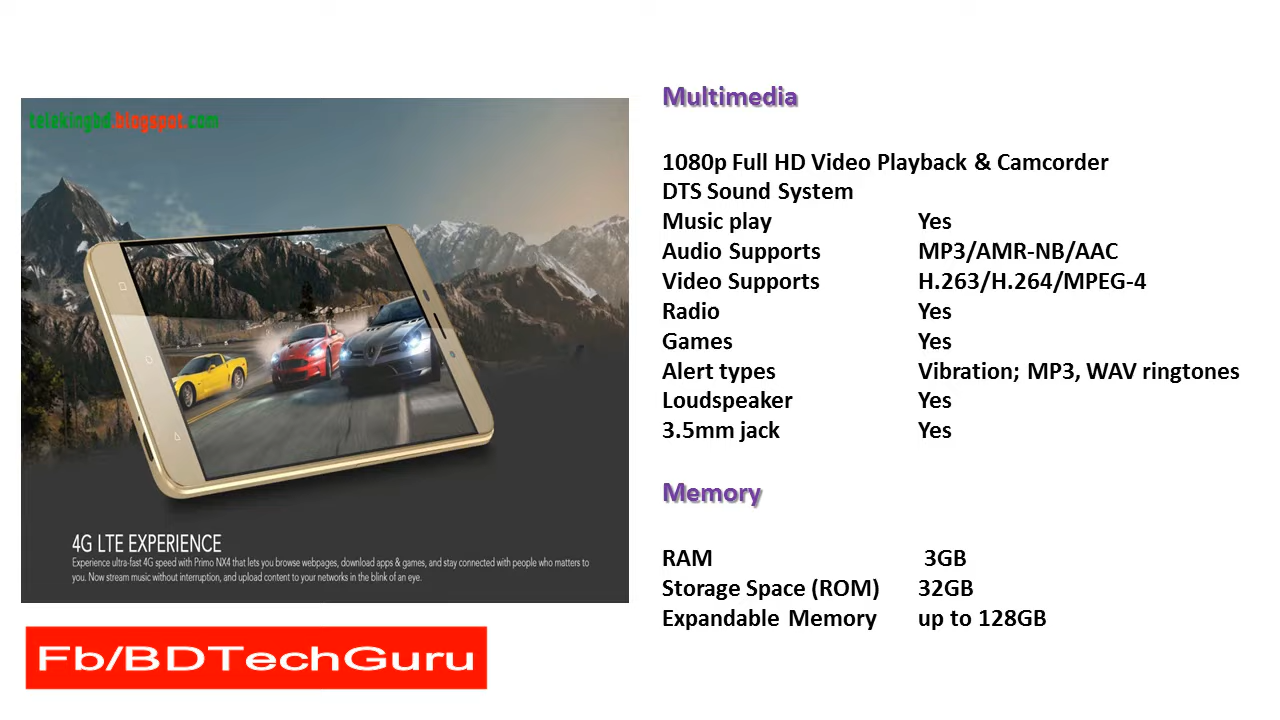 telekingbd.blogspot.com
4G LTE EXPERIENCE
Experience ultra-fast 4G speed with Primo NX4 that lets you browse webpages, download apps & games, and stay connected with people who matters to
you. Now stream music without interruption, and upload content to your networks in the blink of an eye.
Fb/BDTechGuru
Multimedia
1080p Full HD Video Playback & Camcorder
DTS Sound System
Music play Yes
Audio Supports MP3/AMR-NB/AAC
Video Supports H.263/H.264/MPEG-4
Radio Yes
Games Yes
Alert types Vibration; MP3, WAV ringtones
Loudspeaker Yes
3.5mm jack Yes
Memory
RAM 3GB
Storage Space (ROM) 32GB
Expandable Memory up to 128GB